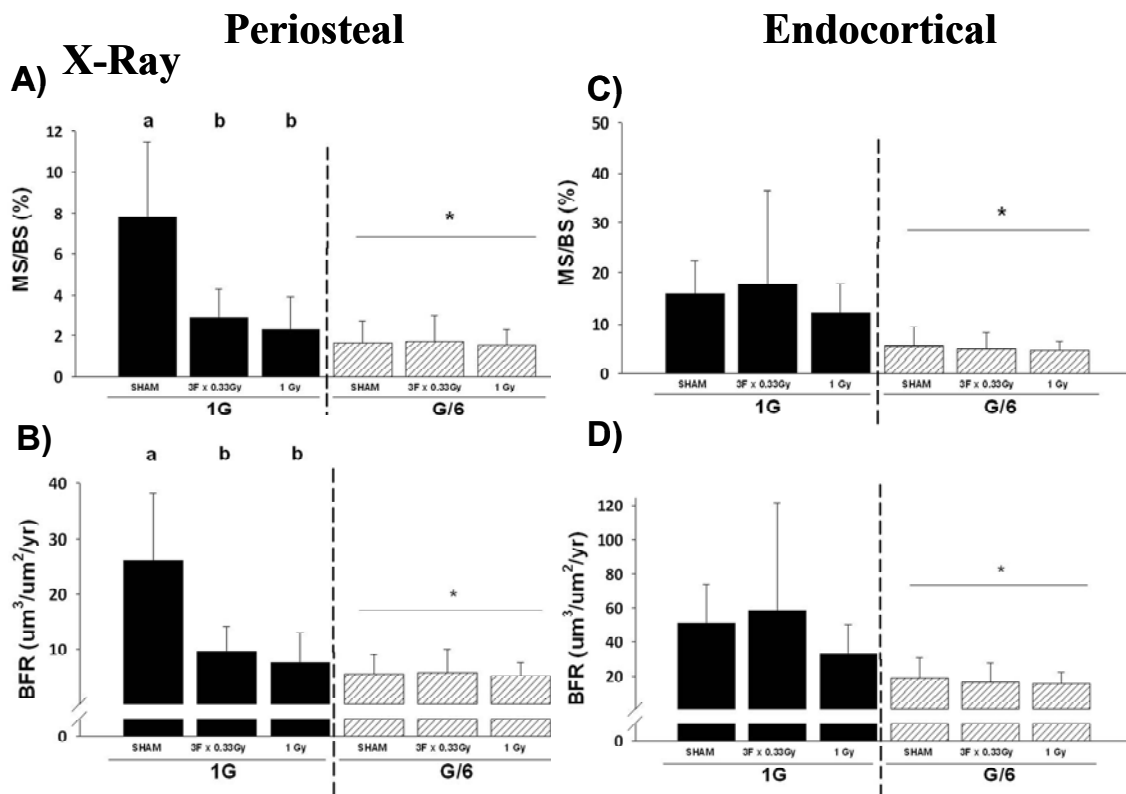 Periosteal
Endocortical
X-Ray
A)
a b b
12
10
8
6
4
2
0
MS/BS (%)
*
SHAM 3F x 0.33Gy 1 Gy SHAM 3F x 0.33Gy 1 Gy
1G G/6
C)
50
40
30
20
10
0
MS/BS (%)
*
SHAM 3F x 0.33Gy 1 Gy SHAM 3F x 0.33Gy 1 Gy
1G G/6
B)
a b b
40
30
20
10
0
BFR (um³/um²/yr)
*
SHAM 3F x 0.33Gy 1 Gy SHAM 3F x 0.33Gy 1 Gy
1G G/6
D)
120
100
80
60
40
20
0
BFR (um³/um²/yr)
*
SHAM 3F x 0.33Gy 1 Gy SHAM 3F x 0.33Gy 1 Gy
1G G/6